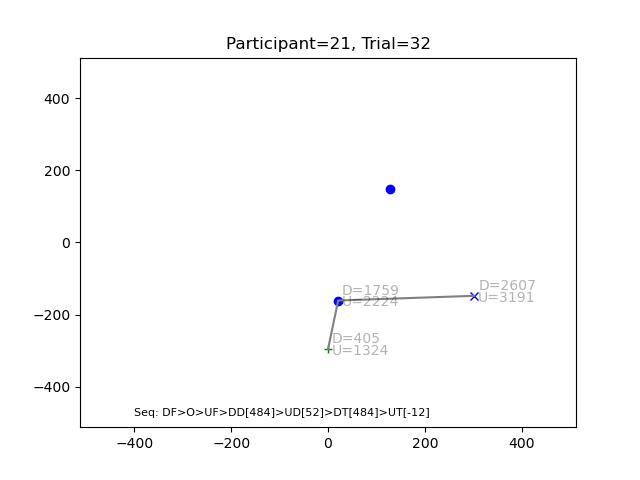 Participant=21, Trial=32
400
200
0
−200
−400
D=1759
U=2224
D=2607
U=3191
D=405
U=1324
Seq: DF>O>UF>DD[484]>UD[52]>DT[484]>UT[-12]
−400 −200 0 200 400